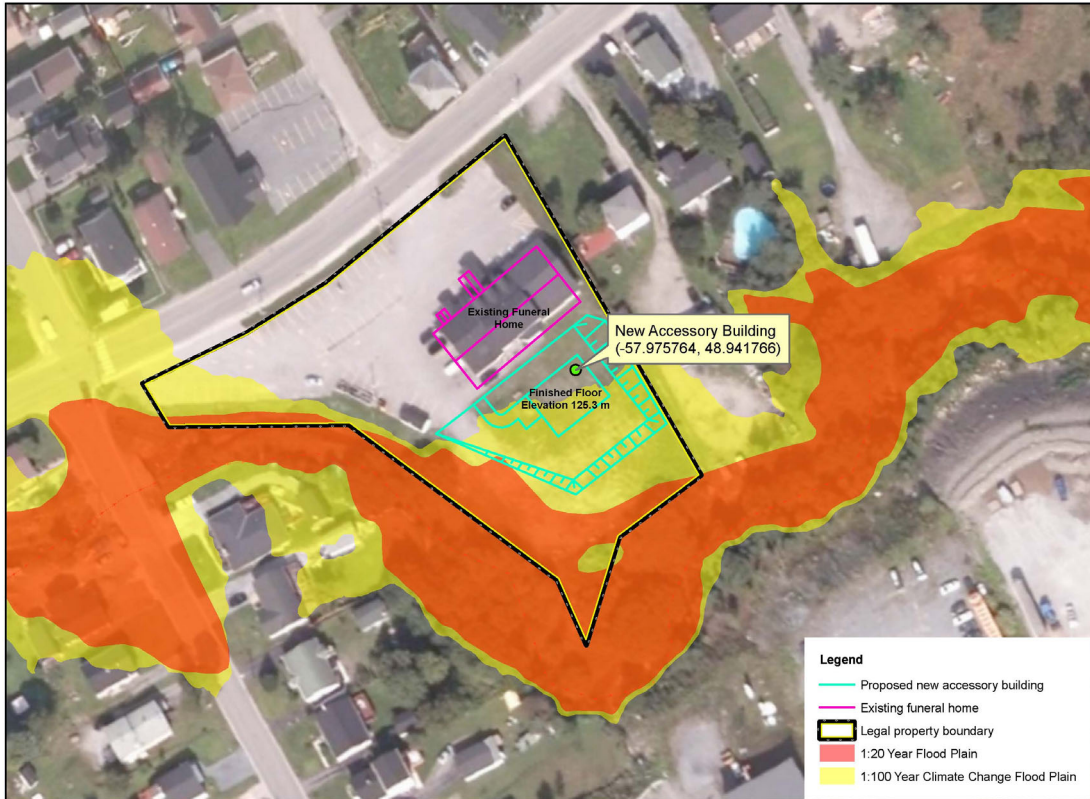 Existing Funeral
Home
New Accessory Building
(-57.975764, 48.941766)
Finished Floor
Elevation 125.3 m
Legend
Proposed new accessory building
Existing funeral home
Legal property boundary
1:20 Year Flood Plain
1:100 Year Climate Change Flood Plain